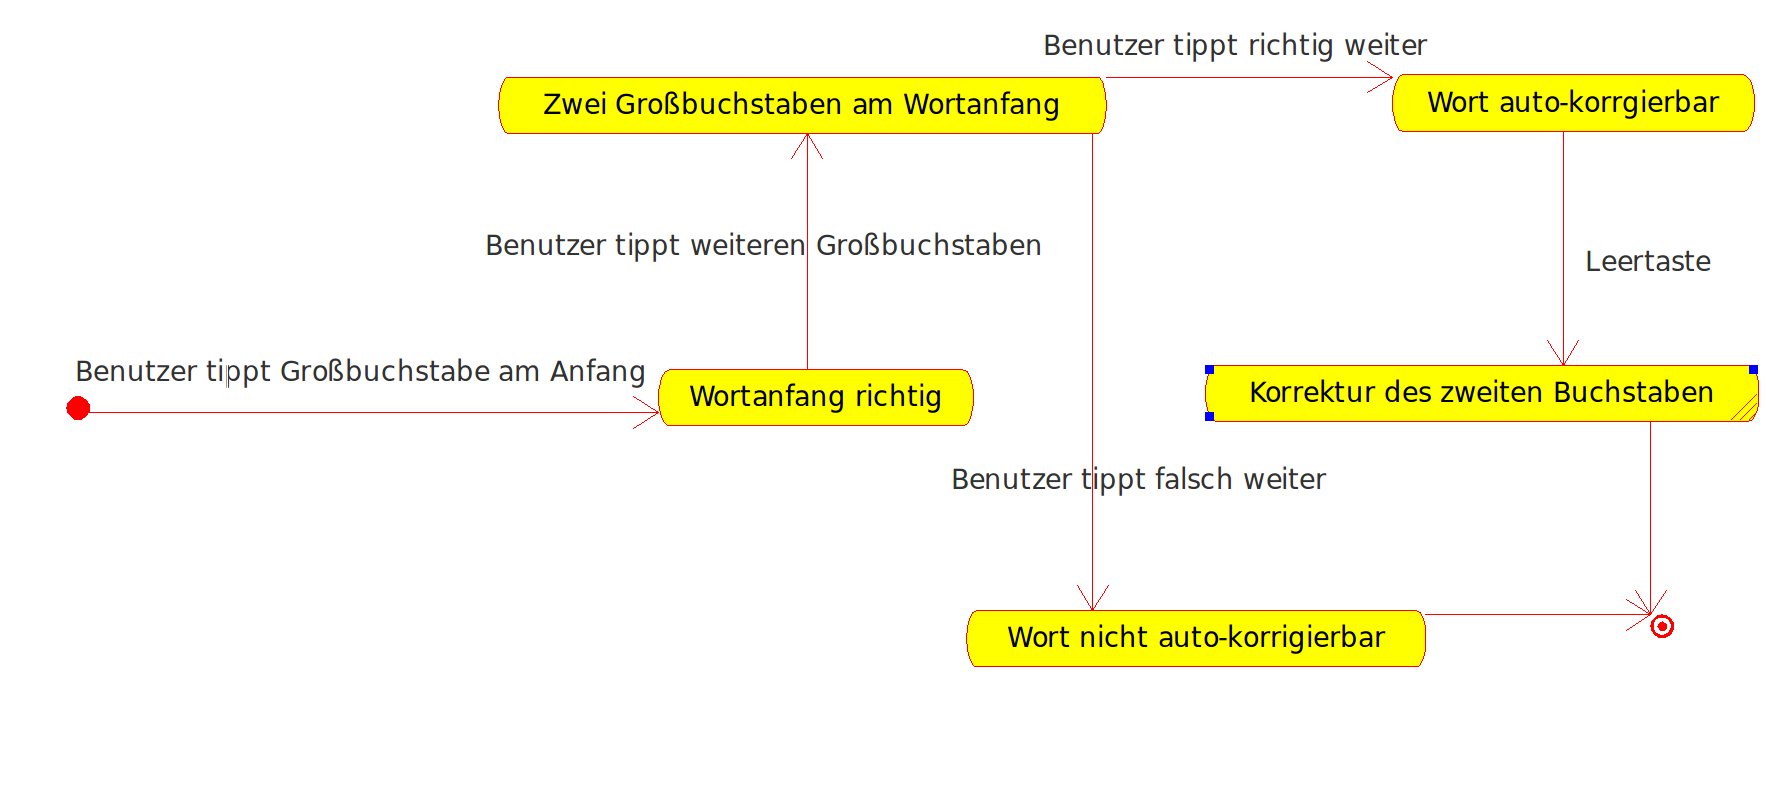 Benutzer tippt richtig weiter
Zwei Großbuchstaben am Wortanfang
Wort auto-korrgierbar
Benutzer tippt weiteren Großbuchstaben
Leertaste
Benutzer tippt Großbuchstabe am Anfang
Wortanfang richtig
Korrektur des zweiten Buchstaben
Benutzer tippt falsch weiter
Wort nicht auto-korrigierbar